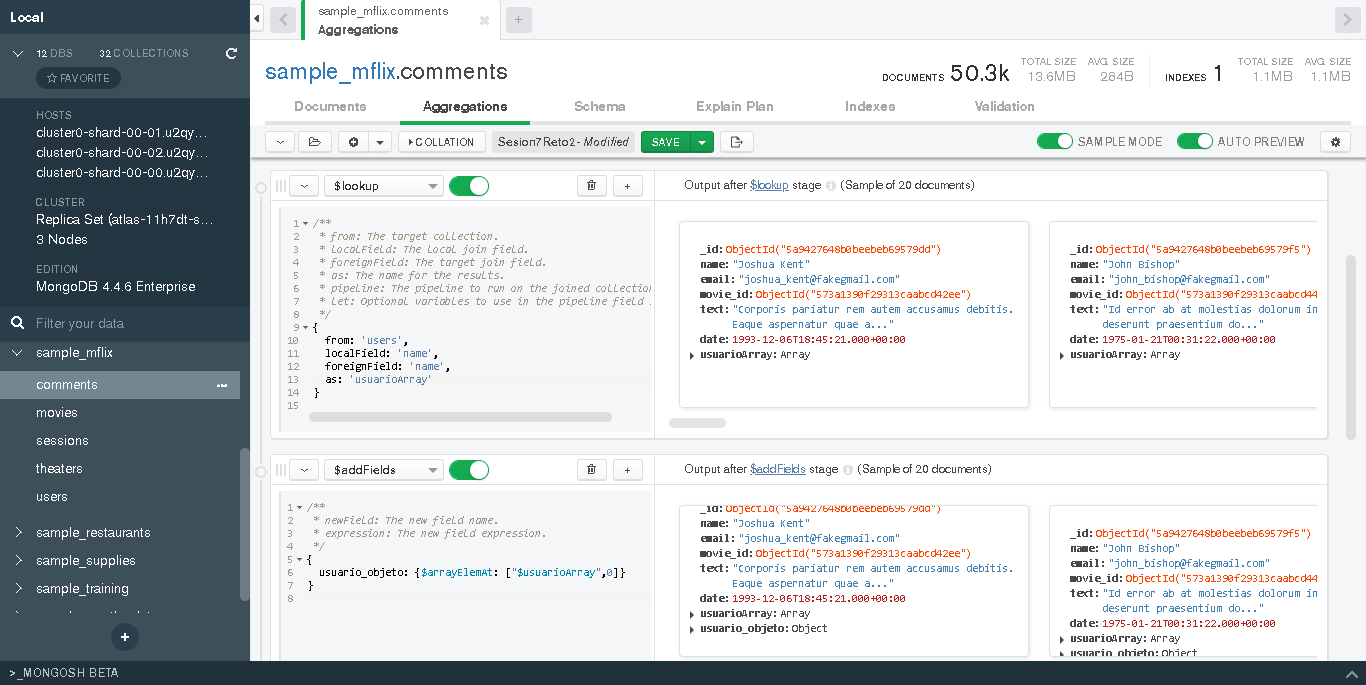 Local
12 DBS 32 COLLECTIONS
FAVORITE
HOSTS
cluster0-shard-00-01.u2qy...
cluster0-shard-00-02.u2qy...
cluster0-shard-00-00.u2qy...
CLUSTER
Replica Set (atlas-11h7dt-s...
3 Nodes
EDITION
MongoDB 4.4.6 Enterprise
Filter your data
sample_mflix
comments
movies
sessions
theaters
users
sample_restaurants
sample_supplies
sample_training
>_MONGOSH BETA
sample_mflix.comments
Aggregations
sample_mflix.comments
DOCUMENTS 50.3k
TOTAL SIZE
13.6MB
AVG. SIZE
284B
INDEXES 1
TOTAL SIZE
1.1MB
AVG. SIZE
1.1MB
Documents Aggregations Schema Explain Plan Indexes Validation
COLLATION Sesion7Reto2- Modified SAVE SAMPLE MODE AUTO PREVIEW
$lookup
Output after $lookup stage (Sample of 20 documents)
1 /**
2 * from: The target collection.
3 * localField: The local join field.
4 * foreignField: The target join field.
5 * as: The name for the results.
6 * pipeline: The pipeline to run on the joined collection
7 * let: Optional variables to use in the pipeline field
8 */
9 {
10 from: 'users',
11 localField: 'name',
12 foreignField: 'name',
13 as: 'usuarioArray'
14 }
15
_id: ObjectId("5a9427648b0beebeb69579dd")
name: "Joshua Kent"
email: "joshua_kent@fakegmail.com"
movie_id: ObjectId("573a1390f29313caabcd42ee")
text: "Corporis pariatur rem autem accusamus debitis.
Eaque aspernatur quae a..."
date: 1993-12-06T18:45:21.000+00:00
usuarioArray: Array
_id: ObjectId("5a9427648b0beebeb69579f5")
name: "John Bishop"
email: "john_bishop@fakegmail.com"
movie_id: ObjectId("573a1390f29313caabcd44
text: "Id error ab at molestias dolorum in
deserunt praesentium do..."
date: 1975-01-21T00:31:22.000+00:00
usuarioArray: Array
$addFields
Output after $addFields stage (Sample of 20 documents)
1 /**
2 * newField: The new field name.
3 * expression: The new field expression.
4 */
5 {
6 usuario_objeto: {$arrayElemAt: ["$usuarioArray",0]}
7 }
8
_id: ObjectId("5a9427648b0beebeb69579dd")
name: "Joshua Kent"
email: "joshua_kent@fakegmail.com"
movie_id: ObjectId("573a1390f29313caabcd42ee")
text: "Corporis pariatur rem autem accusamus debitis.
Eaque aspernatur quae a..."
date: 1993-12-06T18:45:21.000+00:00
usuarioArray: Array
usuario_objeto: Object
_id: ObjectId("5a9427648b0beebeb69579f5")
name: "John Bishop"
email: "john_bishop@fakegmail.com"
movie_id: ObjectId("573a1390f29313caabcd44
text: "Id error ab at molestias dolorum in
deserunt praesentium do..."
date: 1975-01-21T00:31:22.000+00:00
usuarioArray: Array
usuario_objeto: Object